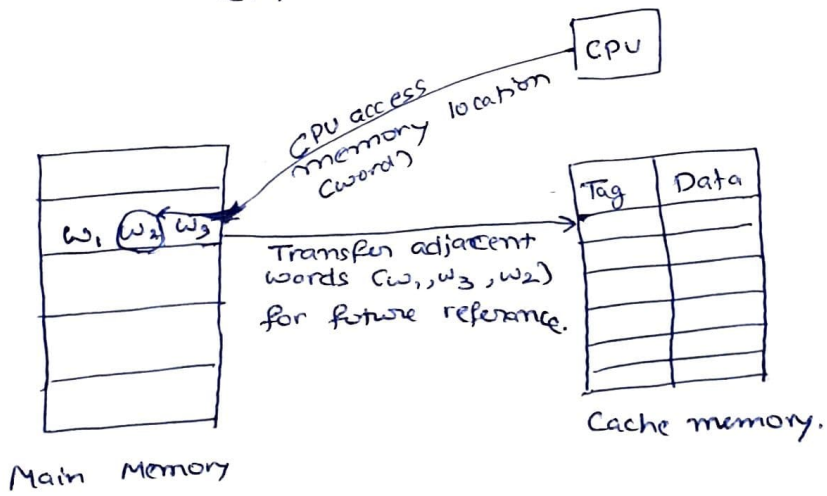 CPU
CPU access
memory location
(word)
Tag Data
w1 w2 w3
Transfer adjacent
words (w1, w3, w2)
for future referance.
Cache memory.
Main Memory